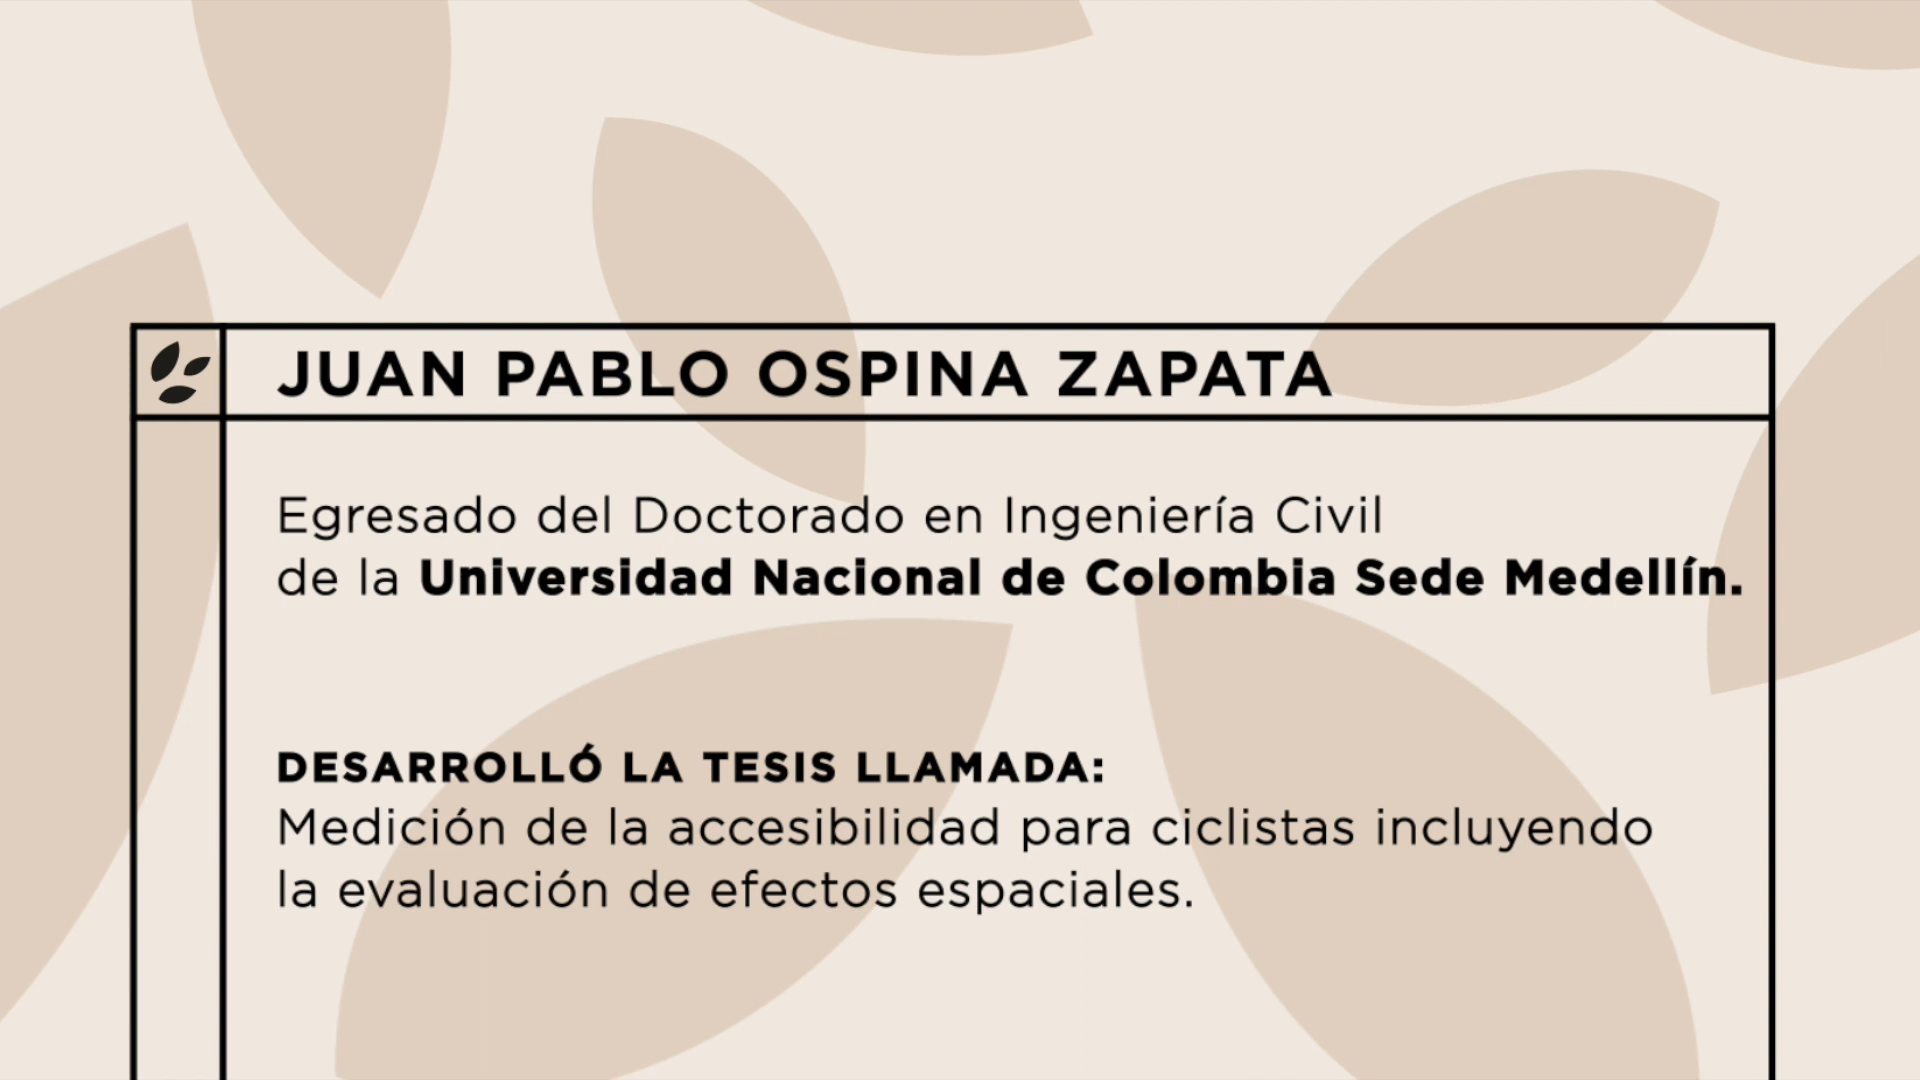 JUAN PABLO OSPINA ZAPATA
Egresado del Doctorado en Ingeniería Civil
de la Universidad Nacional de Colombia Sede Medellín.
DESARROLLÓ LA TESIS LLAMADA:
Medición de la accesibilidad para ciclistas incluyendo
la evaluación de efectos espaciales.